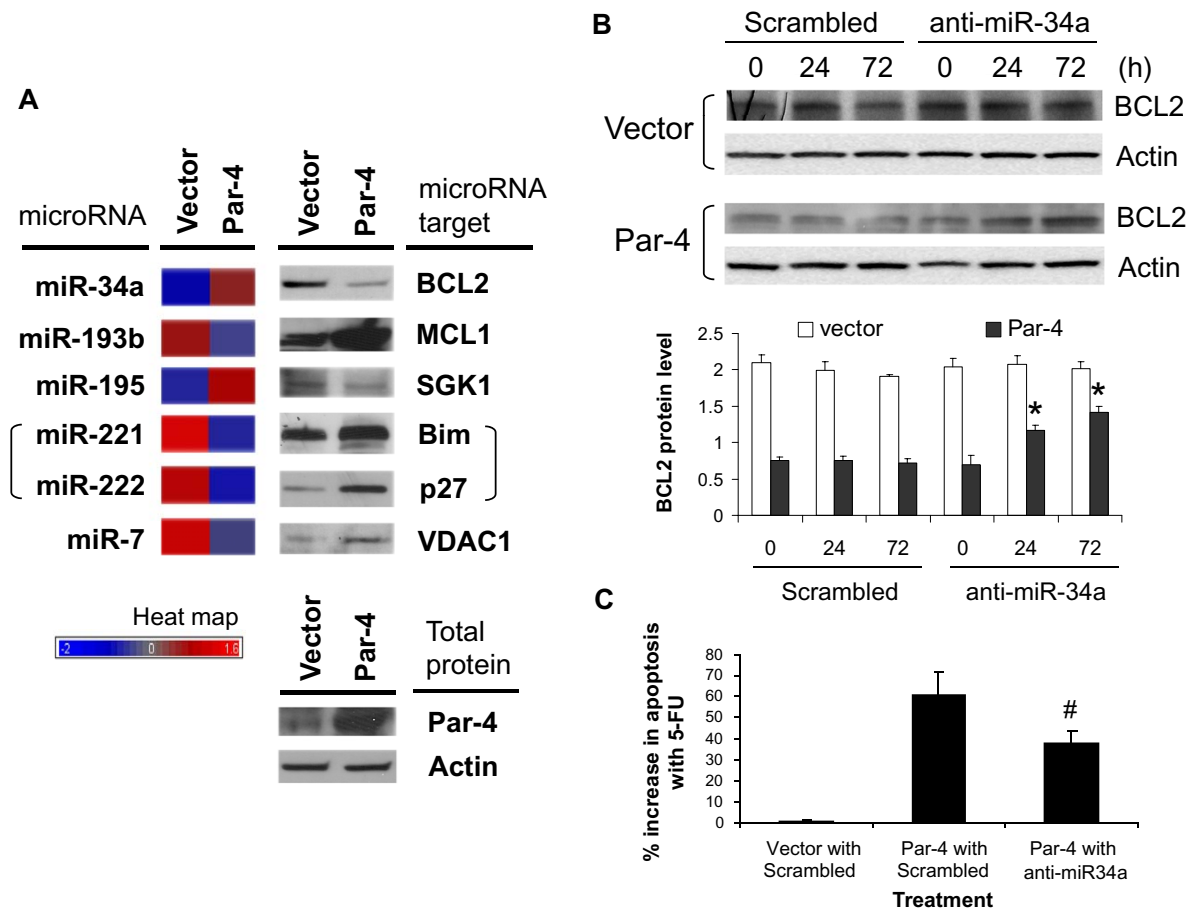 A
microRNA
Vector
Par-4
Vector
Par-4
microRNA
target
miR-34a
BCL2
miR-193b
MCL1
miR-195
SGK1
miR-221
Bim
miR-222
p27
miR-7
VDAC1
Heat map
-2 0 1.6
Vector
Par-4
Total
protein
Par-4
Actin
B
Scrambled anti-miR-34a
0 24 72 0 24 72 (h)
Vector
BCL2
Actin
Par-4
BCL2
Actin
vector Par-4
BCL2 protein level
2.5
2
1.5
1
0.5
0
* *
0 24 72 0 24 72
Scrambled anti-miR-34a
C
% increase in apoptosis
with 5-FU
80
70
60
50
40
30
20
10
0
#
Vector with
Scrambled
Par-4 with
Scrambled
Par-4 with
anti-miR34a
Treatment